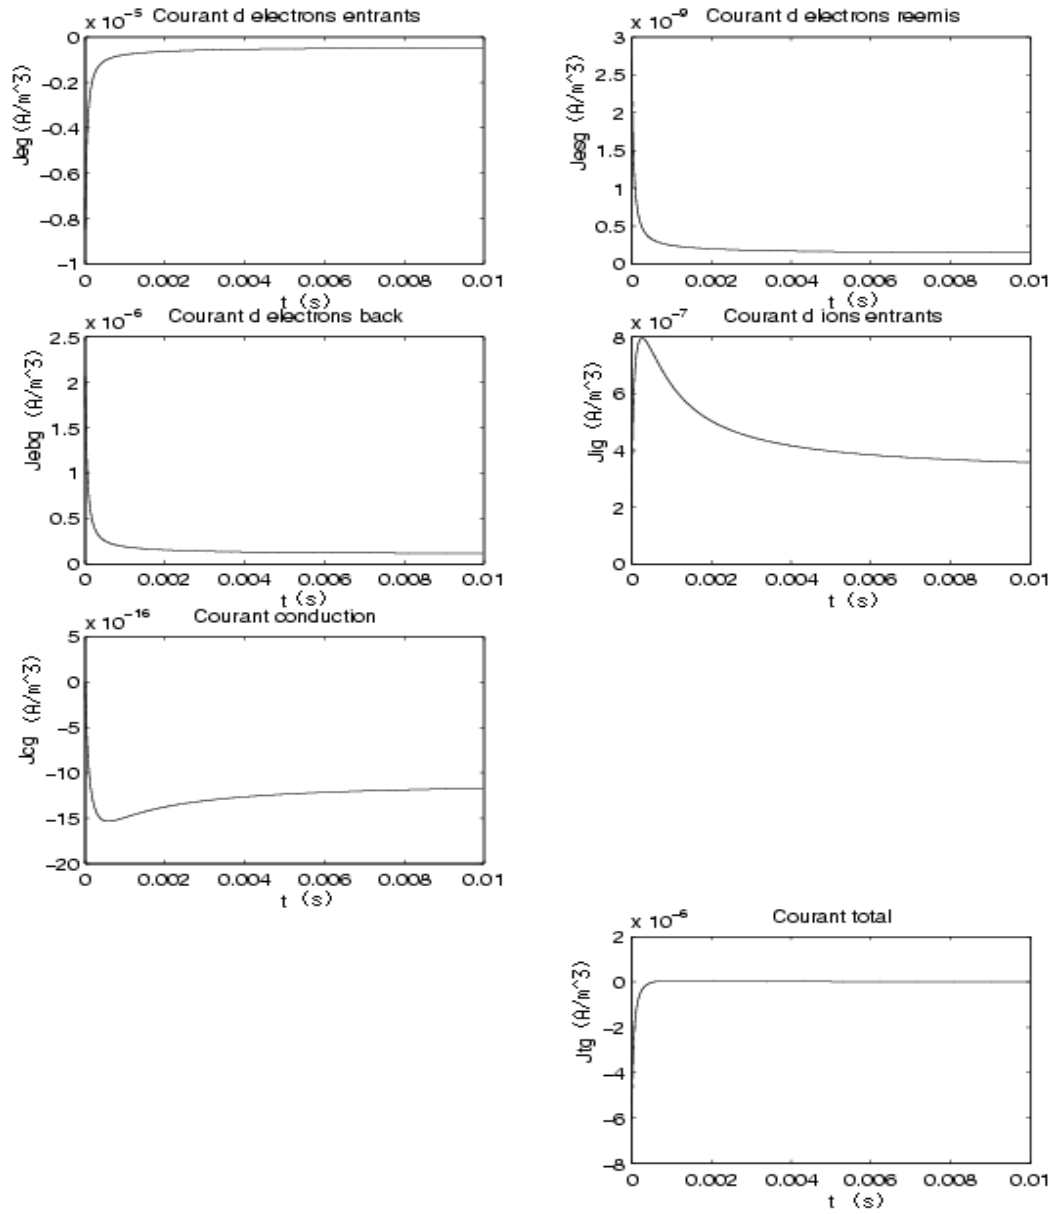 x 10^-5 Courant d electrons entrants
0
-0.2
-0.4
-0.6
-0.8
-1
Jeg (A/m^3)
0 0.002 0.004 0.006 0.008 0.01
t (s)
x 10^-9 Courant d electrons reemis
3
2.5
2
1.5
1
0.5
0
Jesg (A/m^3)
0 0.002 0.004 0.006 0.008 0.01
t (s)
x 10^-6 Courant d electrons back
2.5
2
1.5
1
0.5
0
Jebg (A/m^3)
0 0.002 0.004 0.006 0.008 0.01
t (s)
x 10^-7 Courant d ions entrants
8
6
4
2
0
Jig (A/m^3)
0 0.002 0.004 0.006 0.008 0.01
t (s)
x 10^-16 Courant conduction
5
0
-5
-10
-15
-20
Jcg (A/m^3)
0 0.002 0.004 0.006 0.008 0.01
t (s)
x 10^-6 Courant total
2
0
-2
-4
-6
-8
Jtg (A/m^3)
0 0.002 0.004 0.006 0.008 0.01
t (s)